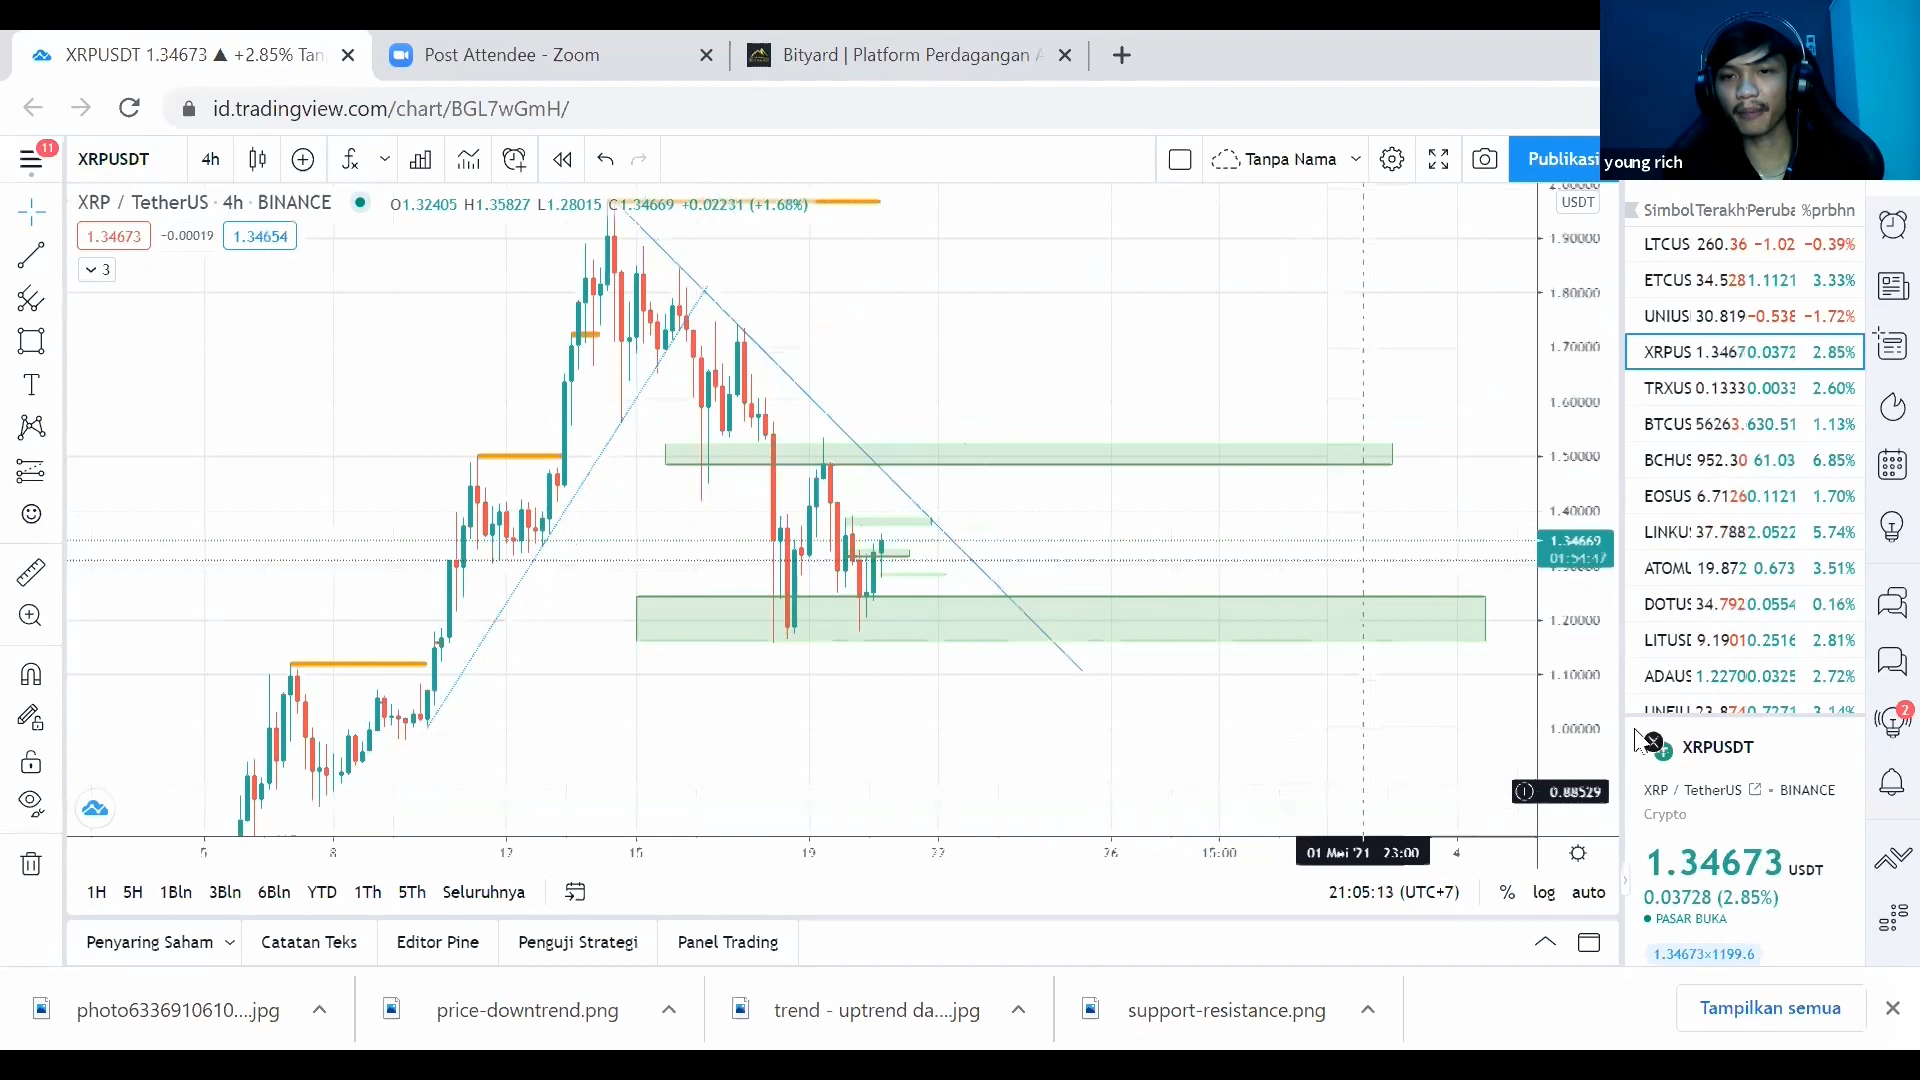 XRPUSDT 1.34673 ▲ +2.85% Tan
Post Attendee - Zoom
Bityard | Platform Perdagangan A
id.tradingview.com/chart/BGL7wGmH/
young rich
11
XRPUSDT
4h
Tanpa Nama
Publikasi
XRP / TetherUS · 4h · BINANCE
O1.32405 H1.35827 L1.28015 C1.34669 +0.02231 (+1.68%)
1.34673
−0.00019
1.34654
3
USDT
1.90000
1.80000
1.70000
1.60000
1.50000
1.40000
1.34669
01:54:47
1.20000
1.10000
1.00000
0.88529
5
8
12
15
19
22
26
15:00
01 Mei '21 23:00
4
1H
5H
1Bln
3Bln
6Bln
YTD
1Th
5Th
Seluruhnya
21:05:13 (UTC+7)
%
log
auto
Penyaring Saham
Catatan Teks
Editor Pine
Penguji Strategi
Panel Trading
Simbol Terakh Peruba %prbhn
LTCUS 260.36 −1.02 −0.39%
ETCUS 34.528 1.1121 3.33%
UNIUS 30.819 −0.538 −1.72%
XRPUS 1.3467 0.0372 2.85%
TRXUS 0.1333 0.0033 2.60%
BTCUS 56263. 630.51 1.13%
BCHUS 952.30 61.03 6.85%
EOSUS 6.7126 0.1121 1.70%
LINKU 37.788 2.0522 5.74%
ATOMU 19.872 0.673 3.51%
DOTUS 34.792 0.0554 0.16%
LITUSD 9.1901 0.2516 2.81%
ADAUS 1.2270 0.0325 2.72%
2
XRPUSDT
XRP / TetherUS · BINANCE
Crypto
1.34673 USDT
0.03728 (2.85%)
PASAR BUKA
1.34673×1199.6
photo6336910610....jpg
price-downtrend.png
trend - uptrend da....jpg
support-resistance.png
Tampilkan semua